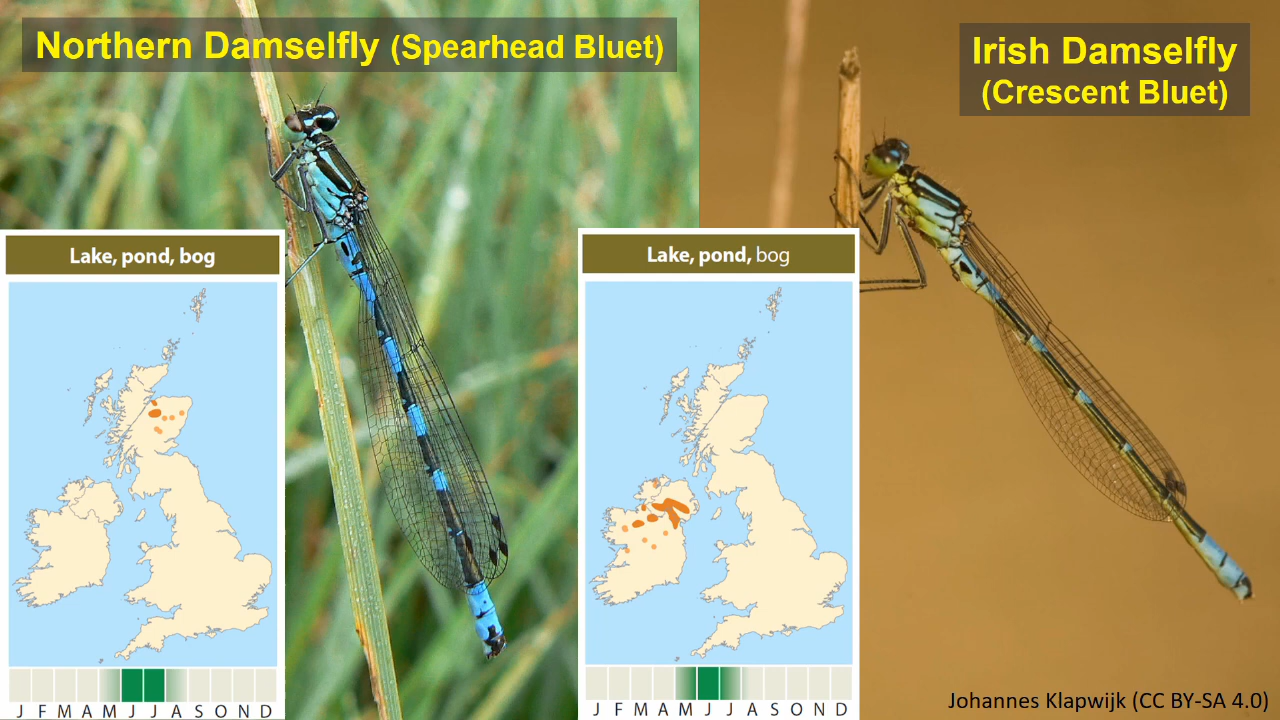 Northern Damselfly (Spearhead Bluet)
Irish Damselfly
(Crescent Bluet)
Lake, pond, bog
J F M A M J J A S O N D
Lake, pond, bog
J F M A M J J A S O N D
Johannes Klapwijk (CC BY-SA 4.0)